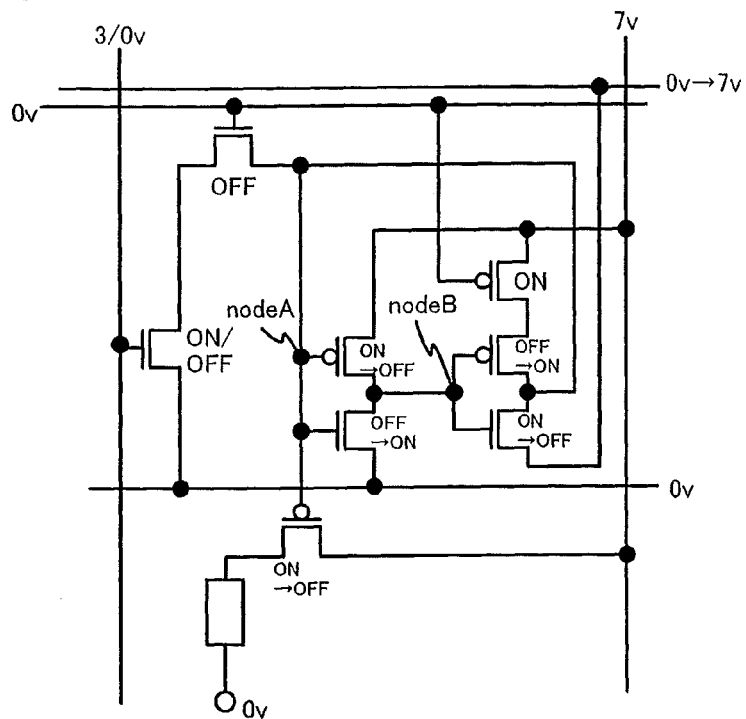 3/0v
7v
0v→7v
0v
OFF
ON
nodeA
nodeB
ON/
OFF
ON
→OFF
OFF
→ON
OFF
→ON
ON
→OFF
0v
ON
→OFF
0v